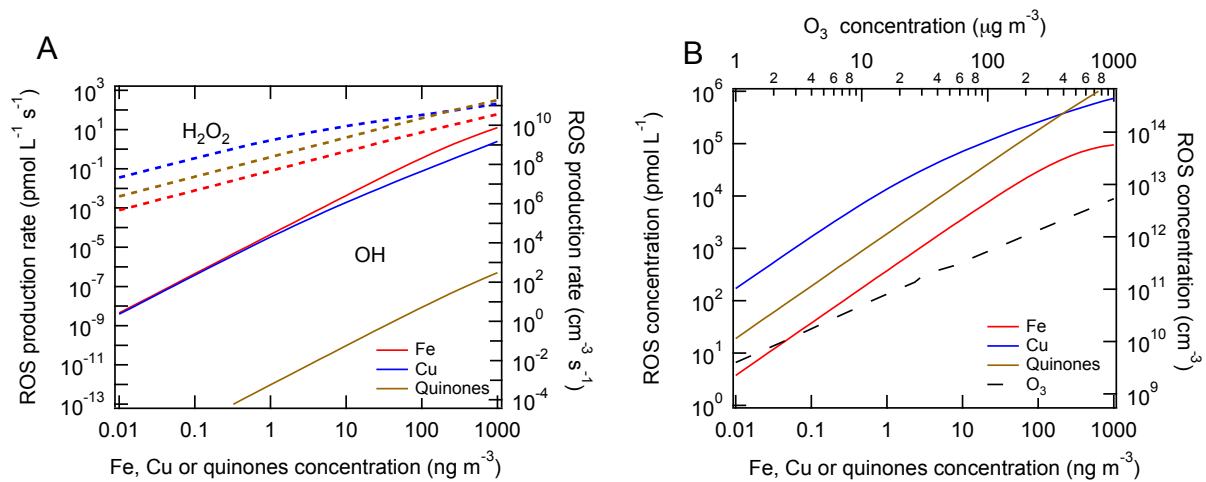 A
ROS production rate (pmol L⁻¹ s⁻¹)
10³
10¹
10⁻¹
10⁻³
10⁻⁵
10⁻⁷
10⁻⁹
10⁻¹¹
10⁻¹³
H₂O₂
OH
Fe
Cu
Quinones
10¹⁰
10⁸
10⁶
10⁴
10²
10⁰
10⁻²
10⁻⁴
ROS production rate (cm⁻³ s⁻¹)
0.01 0.1 1 10 100 1000
Fe, Cu or quinones concentration (ng m⁻³)
B
O₃ concentration (μg m⁻³)
1 10 100 1000
2 4 6 8 2 4 6 8 2 4 6 8
ROS concentration (pmol L⁻¹)
10⁶
10⁵
10⁴
10³
10²
10¹
10⁰
Fe
Cu
Quinones
O₃
10¹⁴
10¹³
10¹²
10¹¹
10¹⁰
10⁹
ROS concentration (cm⁻³)
0.01 0.1 1 10 100 1000
Fe, Cu or quinones concentration (ng m⁻³)